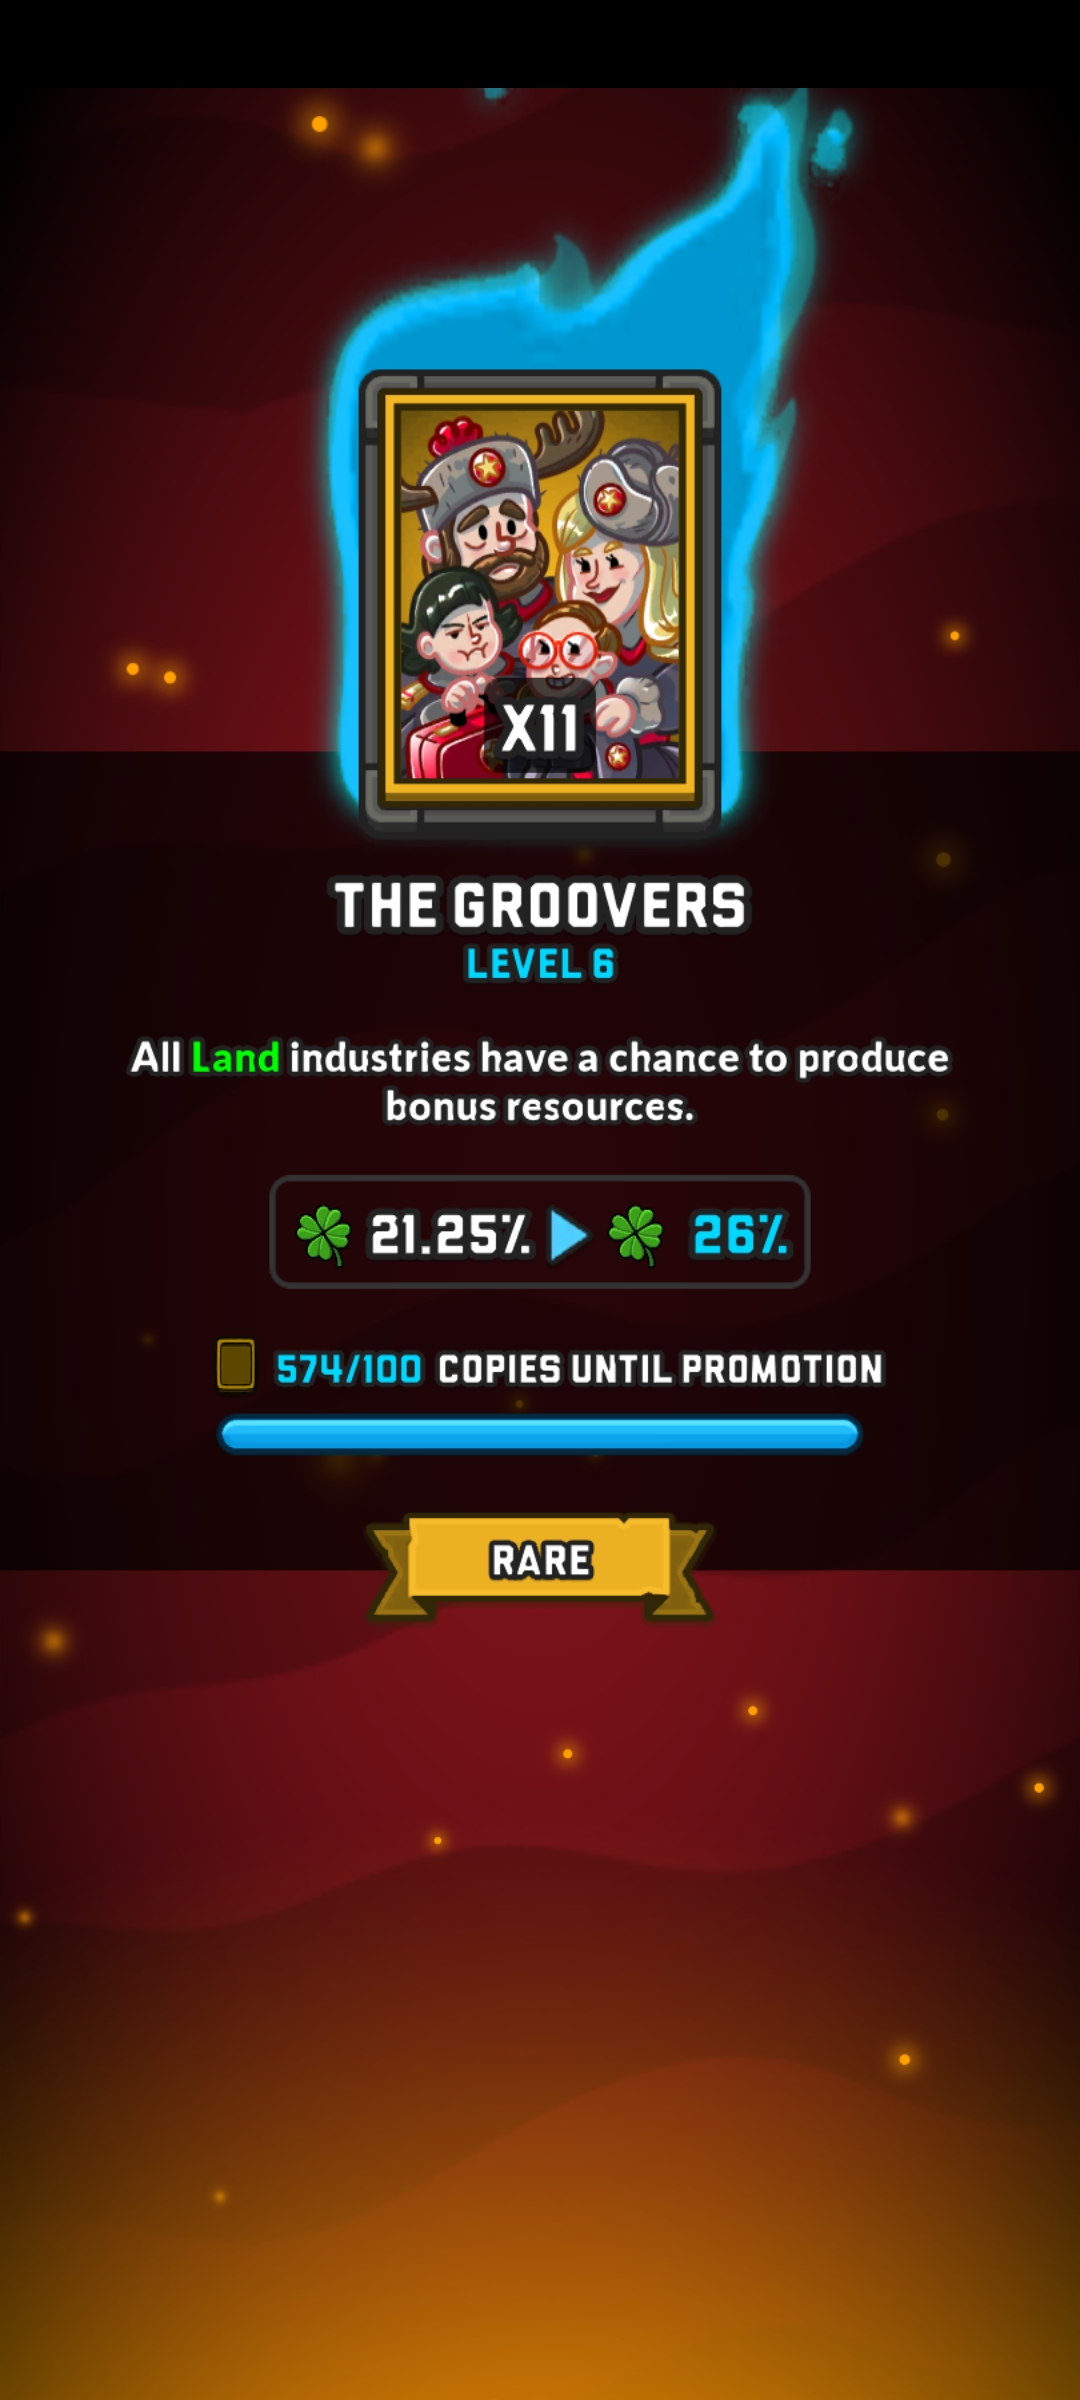 X11
THE GROOVERS
LEVEL 6
All Land industries have a chance to produce
bonus resources.
21.25% 26%
574/100 COPIES UNTIL PROMOTION
RARE